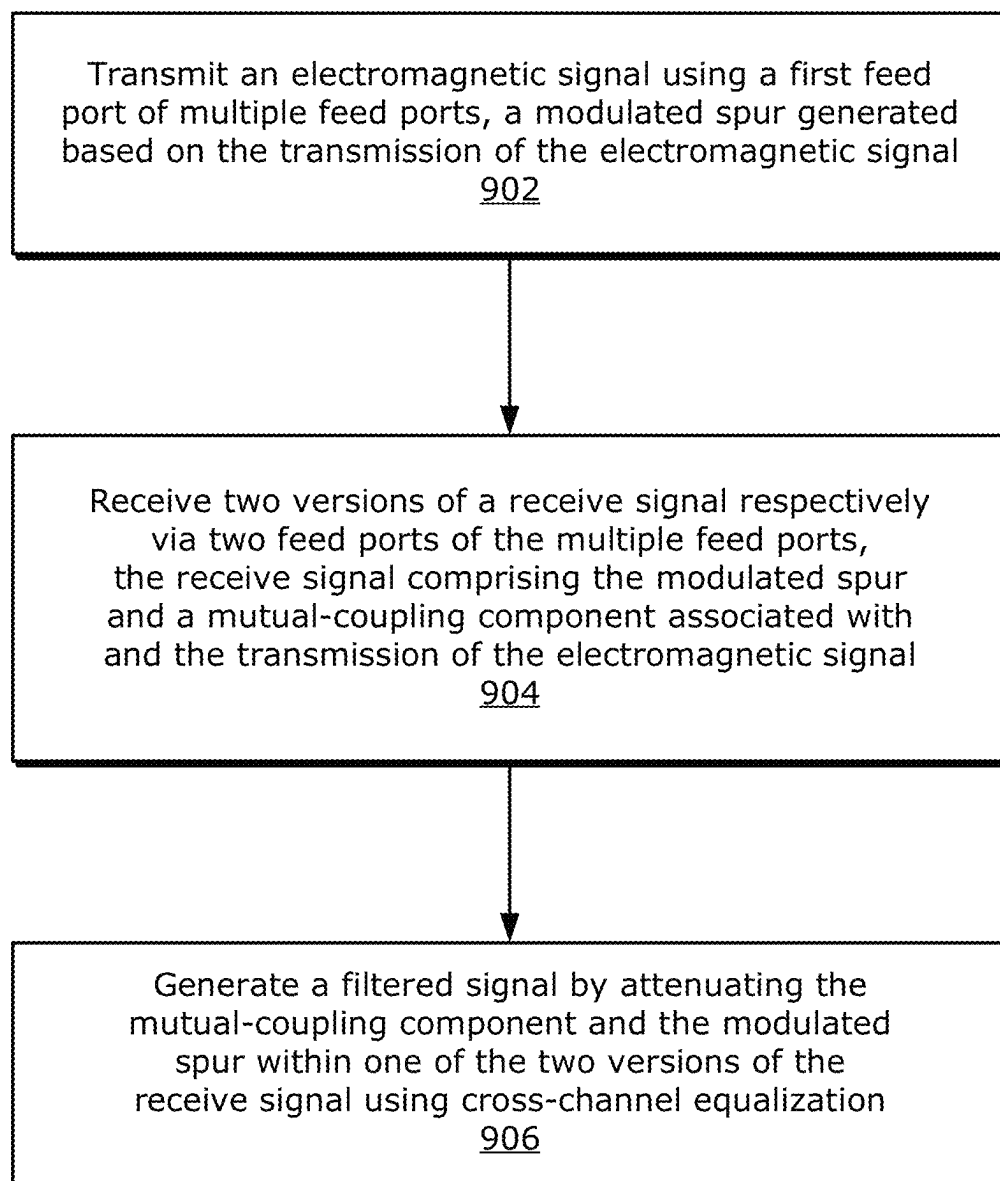 Transmit an electromagnetic signal using a first feed
port of multiple feed ports, a modulated spur generated
based on the transmission of the electromagnetic signal
902
Receive two versions of a receive signal respectively
via two feed ports of the multiple feed ports,
the receive signal comprising the modulated spur
and a mutual-coupling component associated with
and the transmission of the electromagnetic signal
904
Generate a filtered signal by attenuating the
mutual-coupling component and the modulated
spur within one of the two versions of the
receive signal using cross-channel equalization
906